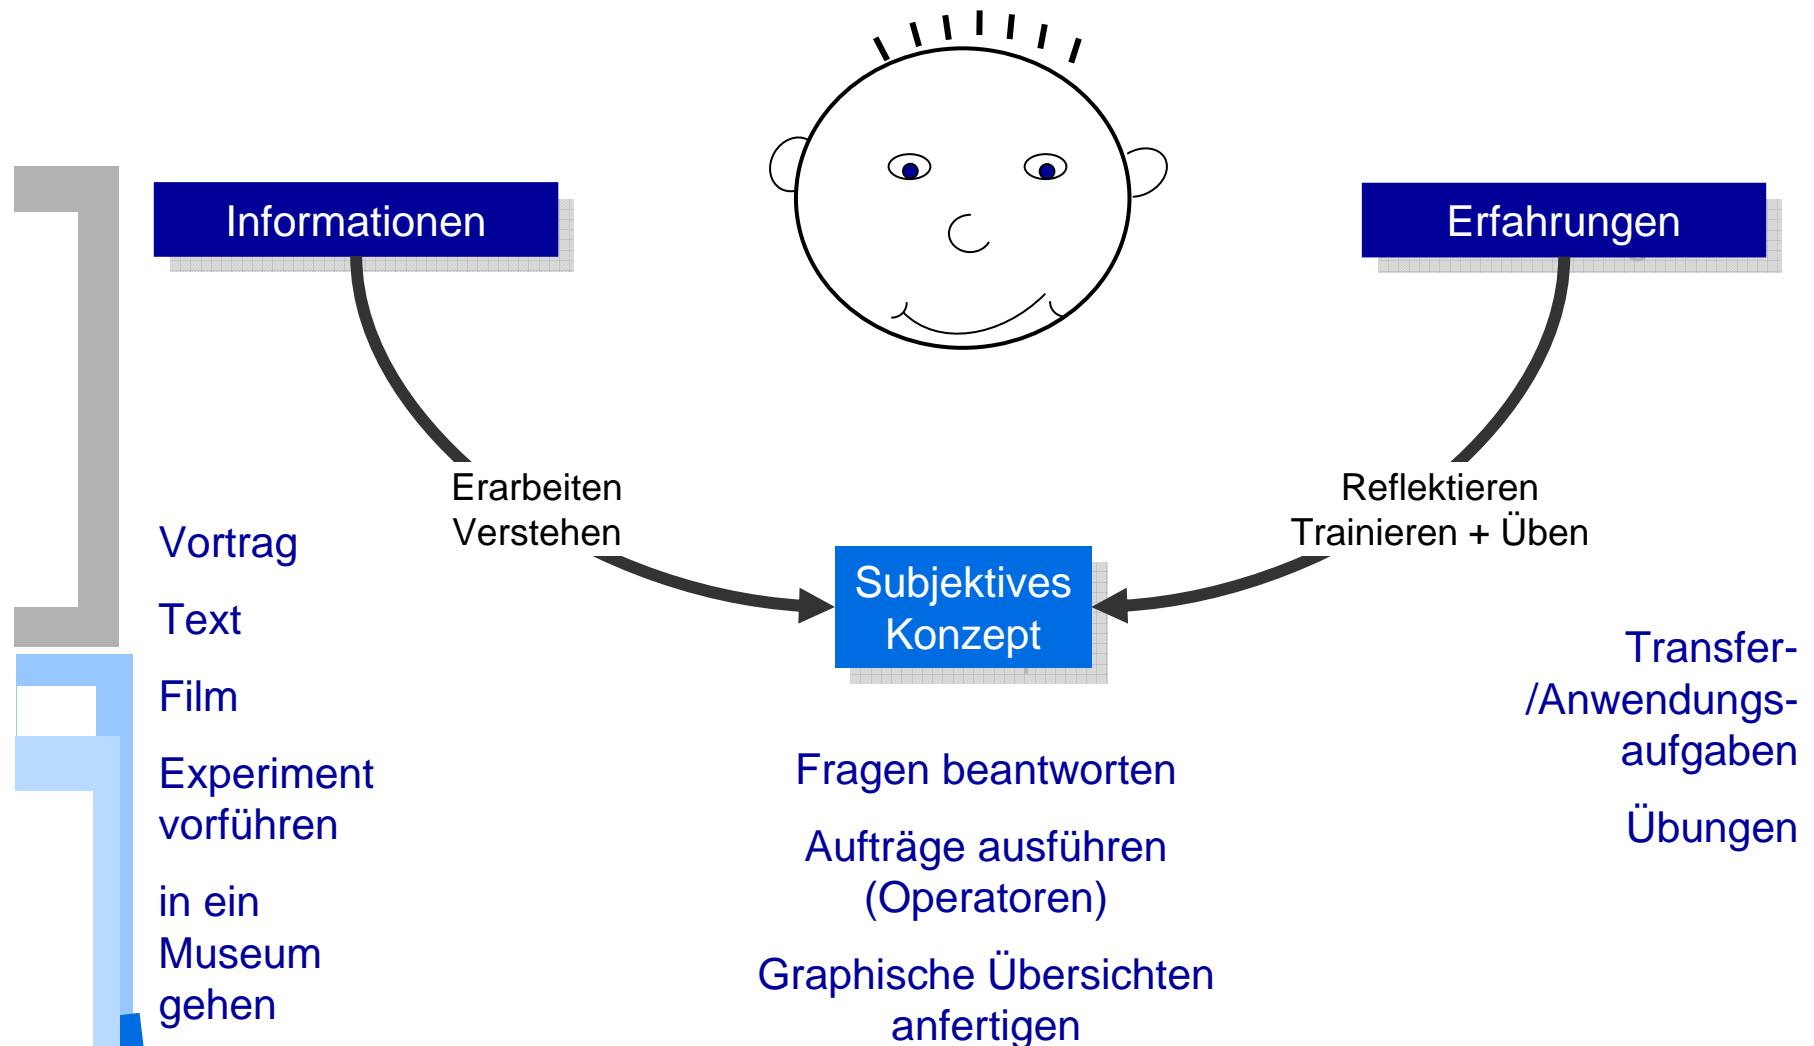 Informationen
Erfahrungen
Erarbeiten
Verstehen
Reflektieren
Trainieren + Üben
Subjektives
Konzept
Vortrag
Text
Film
Experiment
vorführen
in ein
Museum
gehen
Fragen beantworten
Aufträge ausführen
(Operatoren)
Graphische Übersichten
anfertigen
Transfer-
/Anwendungs-
aufgaben
Übungen